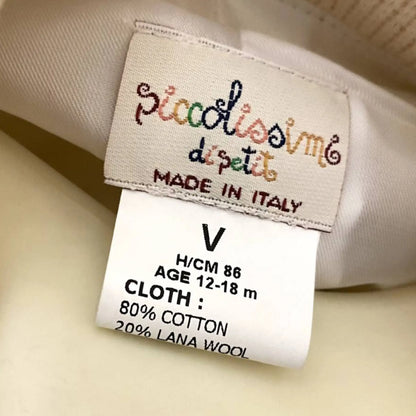 piccolissimi
di petit
MADE IN ITALY
V
H/CM 86
AGE 12-18 m
CLOTH :
80% COTTON
20% LANA WOOL